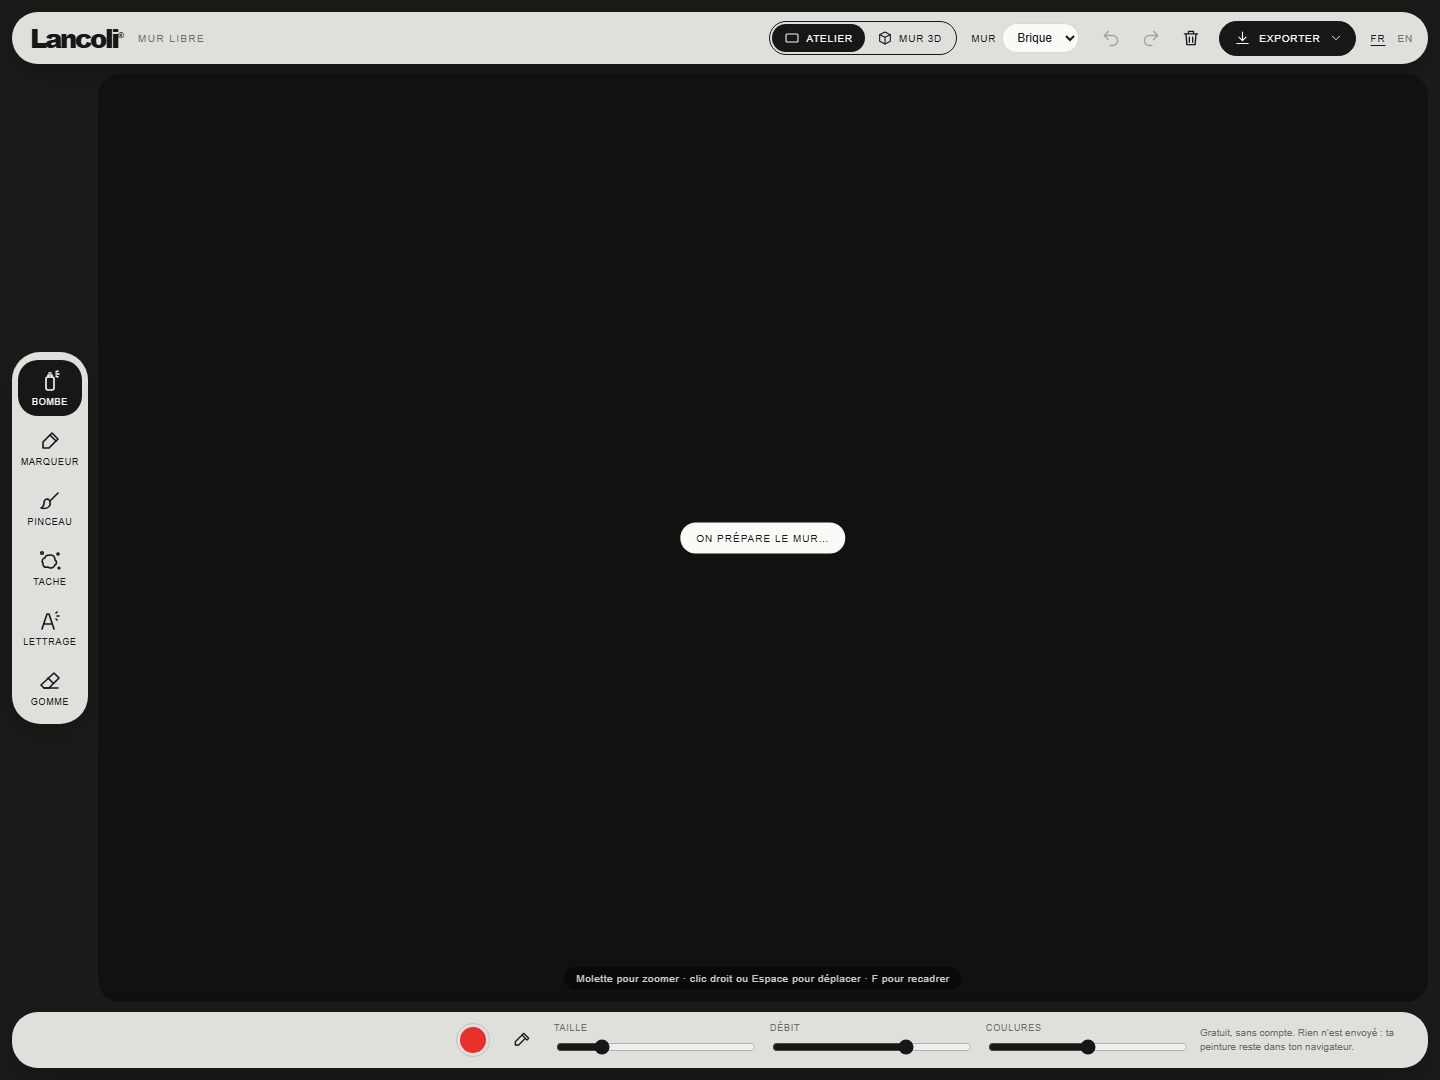 Lancoli®
MUR LIBRE
ATELIER
MUR 3D
MUR
Brique
EXPORTER
FR
EN
BOMBE
MARQUEUR
PINCEAU
TACHE
LETTRAGE
GOMME
ON PRÉPARE LE MUR…
Molette pour zoomer · clic droit ou Espace pour déplacer · F pour recadrer
TAILLE
DÉBIT
COULURES
Gratuit, sans compte. Rien n'est envoyé : ta
peinture reste dans ton navigateur.